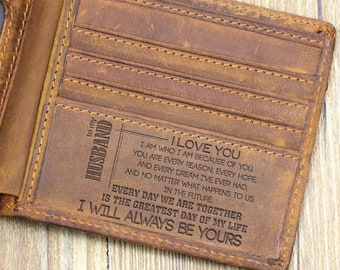 to my
HUSBAND
I LOVE YOU
I AM WHO I AM BECAUSE OF YOU.
YOU ARE EVERY REASON, EVERY HOPE,
AND EVERY DREAM I'VE EVER HAD,
AND NO MATTER WHAT HAPPENS TO US
IN THE FUTURE,
EVERY DAY WE ARE TOGETHER
IS THE GREATEST DAY OF MY LIFE
I WILL ALWAYS BE YOURS